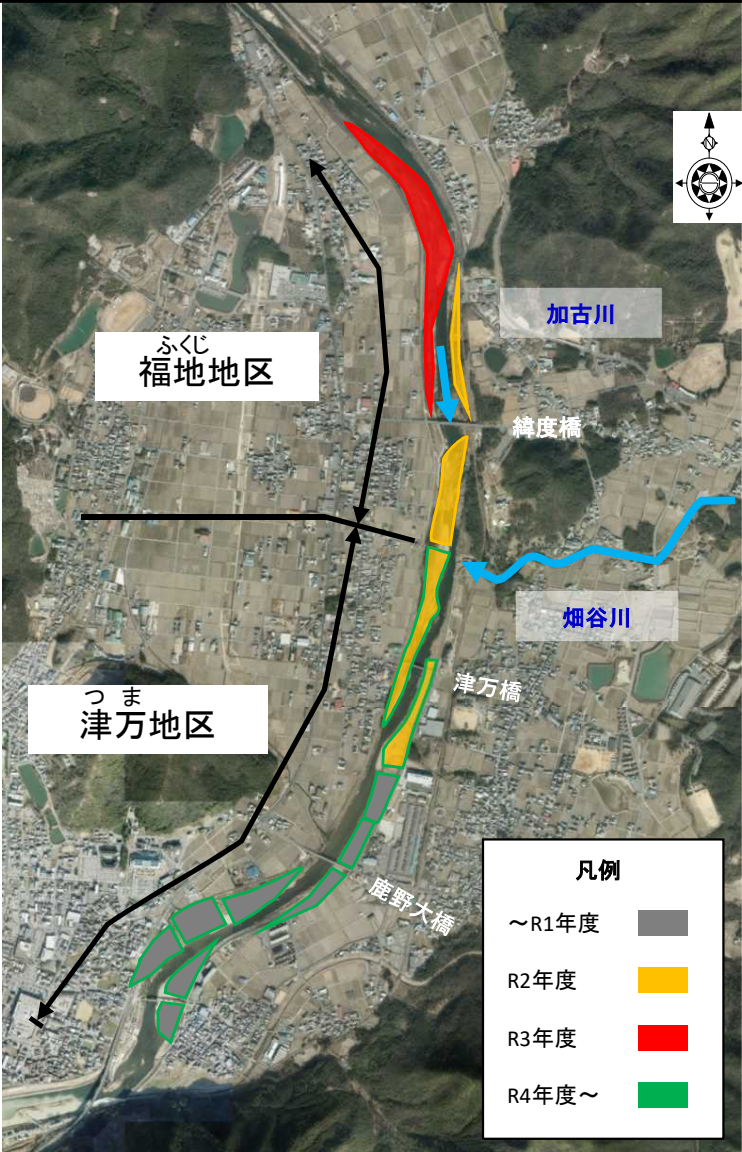 N
加古川
ふくじ
福地地区
緯度橋
畑谷川
津万橋
つま
津万地区
鹿野大橋
凡例
～R1年度
R2年度
R3年度
R4年度～